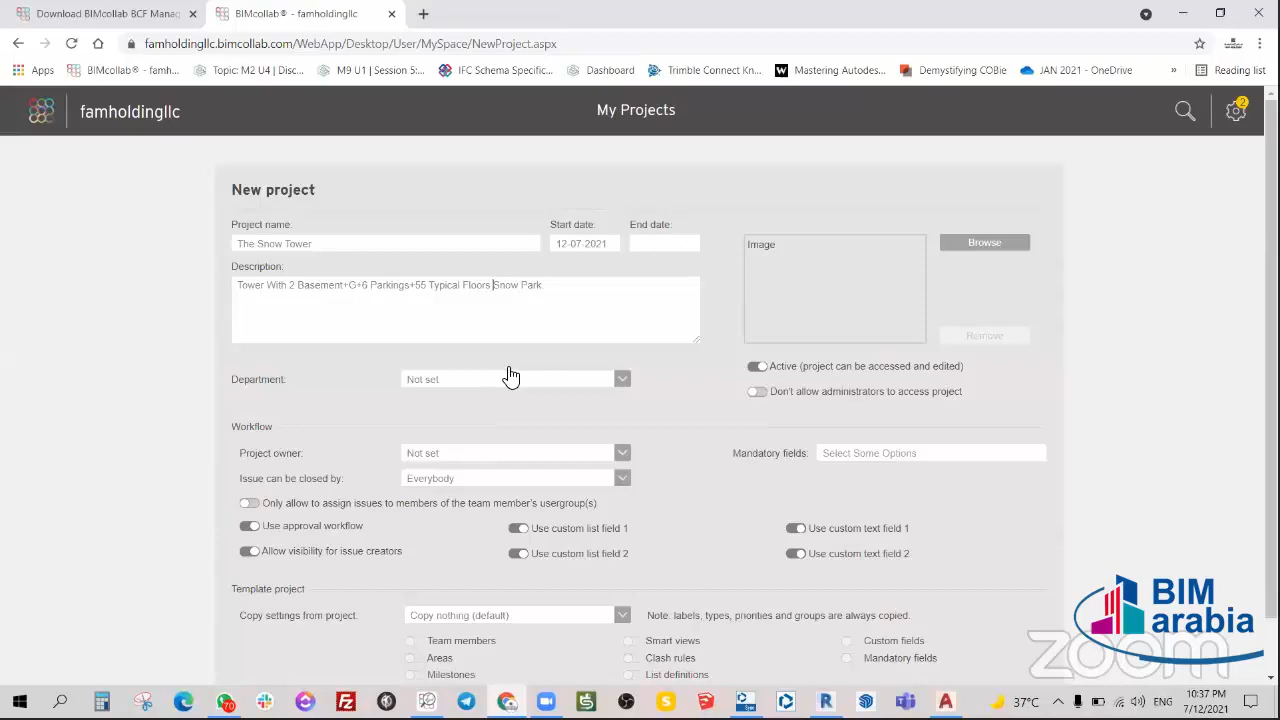 Download BIMcollab BCF Manag
BIMcollab® - famholdingllc
famholdingllc.bimcollab.com/WebApp/Desktop/User/MySpace/NewProject.aspx
Apps
BIMcollab® - famh...
Topic: M2 U4 | Disc...
M9 U1 | Session 5:...
IFC Schema Specific...
Dashboard
Trimble Connect Kn...
Mastering Autodes...
Demystifying COBie
JAN 2021 - OneDrive
»
Reading list
famholdingllc
My Projects
2
New project
Project name:
Start date:
End date:
The Snow Tower
12-07-2021
Image
Browse
Description:
Tower With 2 Basement+G+6 Parkings+55 Typical Floors Snow Park.
Remove
Active (project can be accessed and edited)
Department:
Not set
Don't allow administrators to access project
Workflow
Project owner:
Not set
Mandatory fields:
Select Some Options
Issue can be closed by:
Everybody
Only allow to assign issues to members of the team member's usergroup(s)
Use approval workflow
Use custom list field 1
Use custom text field 1
Allow visibility for issue creators
Use custom list field 2
Use custom text field 2
Template project
Copy settings from project:
Copy nothing (default)
Note: labels, types, priorities and groups are always copied.
Team members
Smart views
Custom fields
Areas
Clash rules
Mandatory fields
Milestones
List definitions
BIM
arabia
zoom
70
37°C
ENG
10:37 PM
7/12/2021